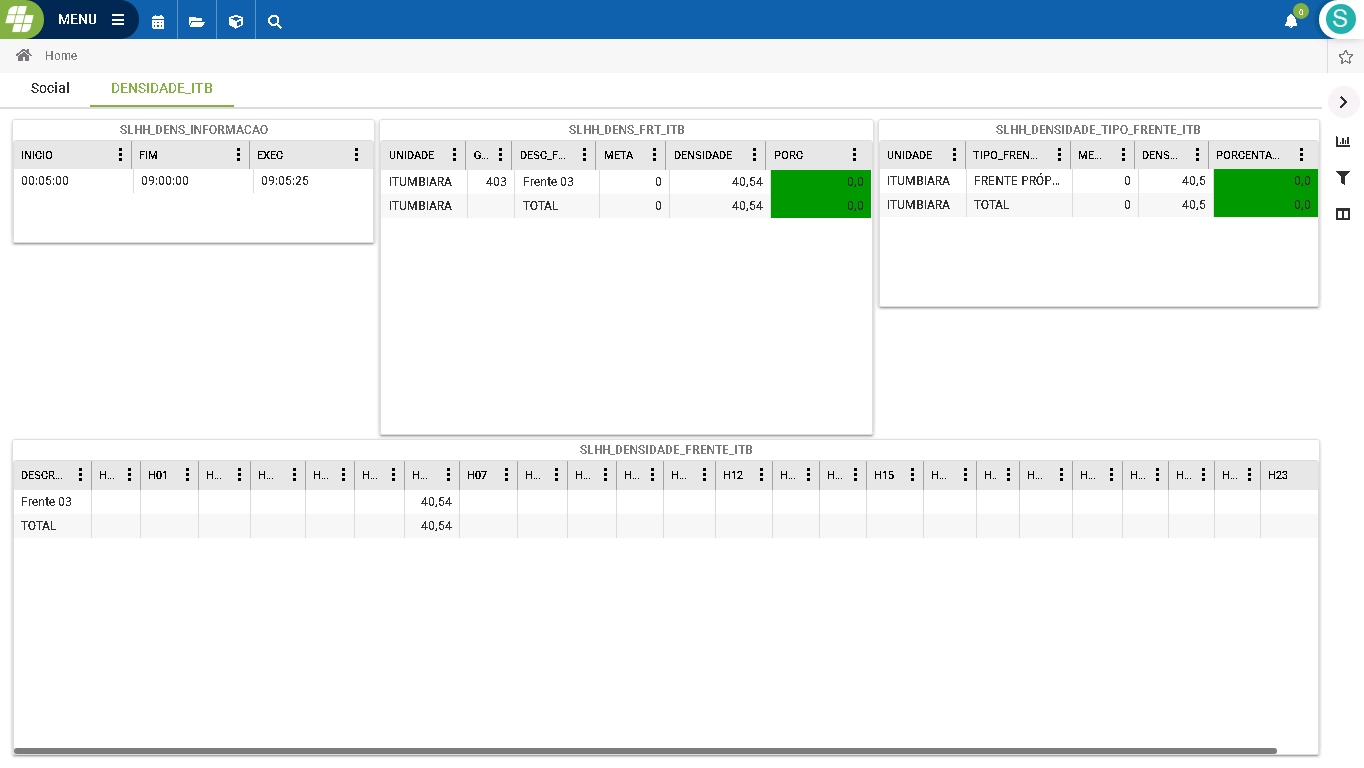 MENU
0
S
Home
Social DENSIDADE_ITB
SLHH_DENS_INFORMACAO
INICIO FIM EXEC
00:05:00 09:00:00 09:05:25
SLHH_DENS_FRT_ITB
UNIDADE G... DESC_F... META DENSIDADE PORC
ITUMBIARA 403 Frente 03 0 40,54 0,0
ITUMBIARA TOTAL 0 40,54 0,0
SLHH_DENSIDADE_TIPO_FRENTE_ITB
UNIDADE TIPO_FREN... ME... DENS... PORCENTA...
ITUMBIARA FRENTE PRÓP... 0 40,5 0,0
ITUMBIARA TOTAL 0 40,5 0,0
SLHH_DENSIDADE_FRENTE_ITB
DESCR... H... H01 H... H... H... H... H... H07 H... H... H... H... H12 H... H... H15 H... H... H... H... H... H... H... H23
Frente 03 40,54
TOTAL 40,54